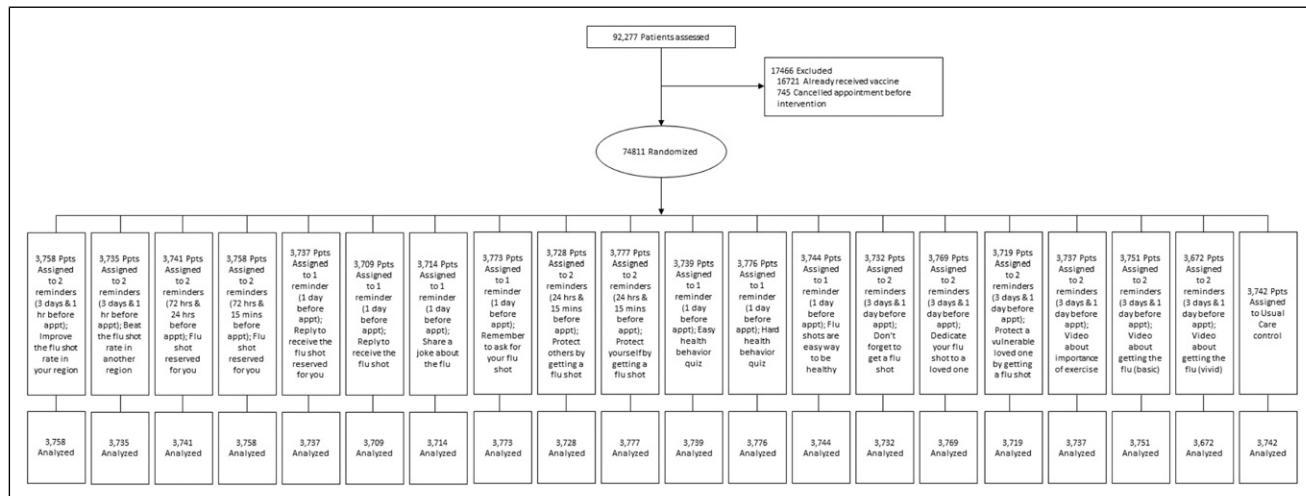 92,277 Patients assessed
17466 Excluded
16721 Already received vaccine
745 Cancelled appointment before
intervention
74811 Randomized
3,758 Ppts
Assigned
to 2
reminders
(3 days & 1
hr before
appt);
Improve
the flu shot
rate in
your region
3,735 Ppts
Assigned
to 2
reminders
(3 days & 1
hr before
appt); Beat
the flu shot
rate in
another
region
3,741 Ppts
Assigned
to 2
reminders
(72 hrs &
24 hrs
before
appt); Flu
shot
reserved
for you
3,758 Ppts
Assigned
to 2
reminders
(72 hrs &
15 mins
before
appt); Flu
shot
reserved
for you
3,737 Ppts
Assigned
to 1
reminder
(1 day
before
appt);
Reply to
receive the
flu shot
reserved
for you
3,709 Ppts
Assigned
to 1
reminder
(1 day
before
appt);
Reply to
receive the
flu shot
3,714 Ppts
Assigned
to 1
reminder
(1 day
before
appt);
Share a
joke about
the flu
3,773 Ppts
Assigned
to 1
reminder
(1 day
before
appt);
Remember
to ask for
your flu
shot
3,728 Ppts
Assigned
to 2
reminders
(24 hrs &
15 mins
before
appt);
Protect
others by
getting a
flu shot
3,777 Ppts
Assigned
to 2
reminders
(24 hrs &
15 mins
before
appt);
Protect
yourself by
getting a
flu shot
3,739 Ppts
Assigned
to 1
reminder
(1 day
before
appt); Easy
health
behavior
quiz
3,776 Ppts
Assigned
to 1
reminder
(1 day
before
appt); Hard
health
behavior
quiz
3,744 Ppts
Assigned
to 1
reminder
(1 day
before
appt); Flu
shots are
easy way
to be
healthy
3,732 Ppts
Assigned
to 2
reminders
(3 days & 1
day before
appt);
Don't
forget to
get a flu
shot
3,769 Ppts
Assigned
to 2
reminders
(3 days & 1
day before
appt);
Dedicate
your flu
shot to a
loved one
3,719 Ppts
Assigned
to 2
reminders
(3 days & 1
day before
appt);
Protect a
vulnerable
loved one
by getting
a flu shot
3,737 Ppts
Assigned
to 2
reminders
(3 days & 1
day before
appt);
Video
about
importance
of exercise
3,751 Ppts
Assigned
to 2
reminders
(3 days & 1
day before
appt);
Video
about
getting the
flu (basic)
3,672 Ppts
Assigned
to 2
reminders
(3 days & 1
day before
appt);
Video
about
getting the
flu (vivid)
3,742 Ppts
Assigned
to Usual
Care
control
3,758
Analyzed
3,735
Analyzed
3,741
Analyzed
3,758
Analyzed
3,737
Analyzed
3,709
Analyzed
3,714
Analyzed
3,773
Analyzed
3,728
Analyzed
3,777
Analyzed
3,739
Analyzed
3,776
Analyzed
3,744
Analyzed
3,732
Analyzed
3,769
Analyzed
3,719
Analyzed
3,737
Analyzed
3,751
Analyzed
3,672
Analyzed
3,742
Analyzed